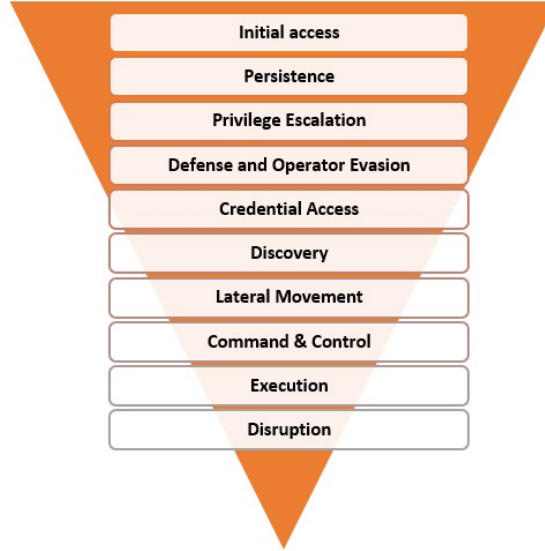 Initial access
Persistence
Privilege Escalation
Defense and Operator Evasion
Credential Access
Discovery
Lateral Movement
Command & Control
Execution
Disruption